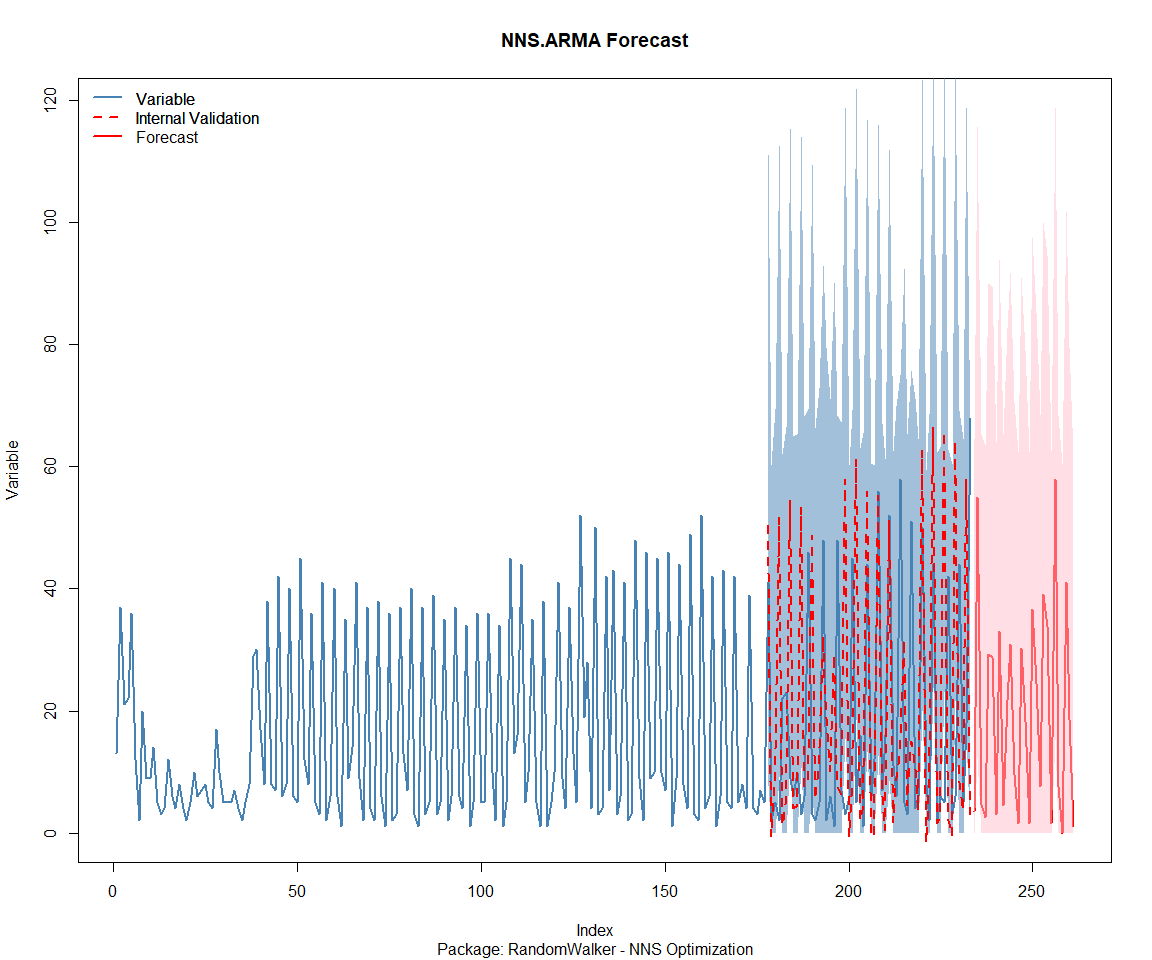 NNS.ARMA Forecast
Variable
Internal Validation
Forecast
120
100
80
60
40
20
0
Variable
0 50 100 150 200 250
Index
Package: RandomWalker - NNS Optimization